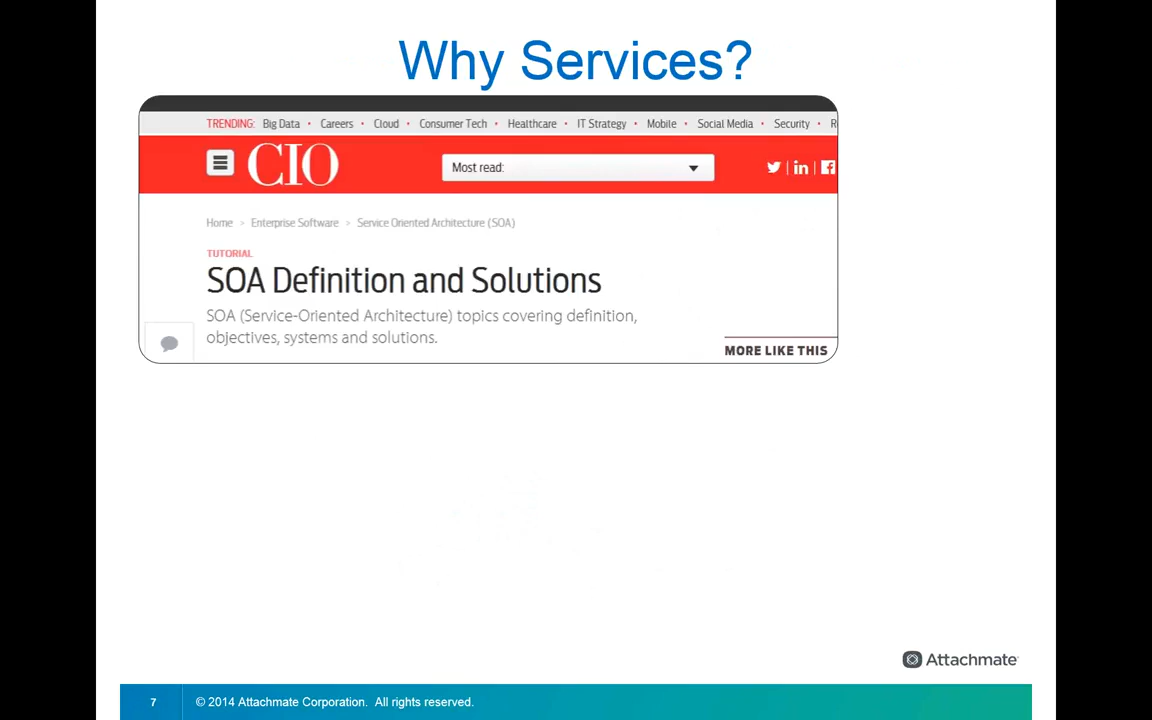 Why Services?
TRENDING: Big Data • Careers • Cloud • Consumer Tech • Healthcare • IT Strategy • Mobile • Social Media • Security • R
CIO
Most read:
Home > Enterprise Software > Service Oriented Architecture (SOA)
TUTORIAL
SOA Definition and Solutions
SOA (Service-Oriented Architecture) topics covering definition,
objectives, systems and solutions.
MORE LIKE THIS
Attachmate
7 © 2014 Attachmate Corporation. All rights reserved.